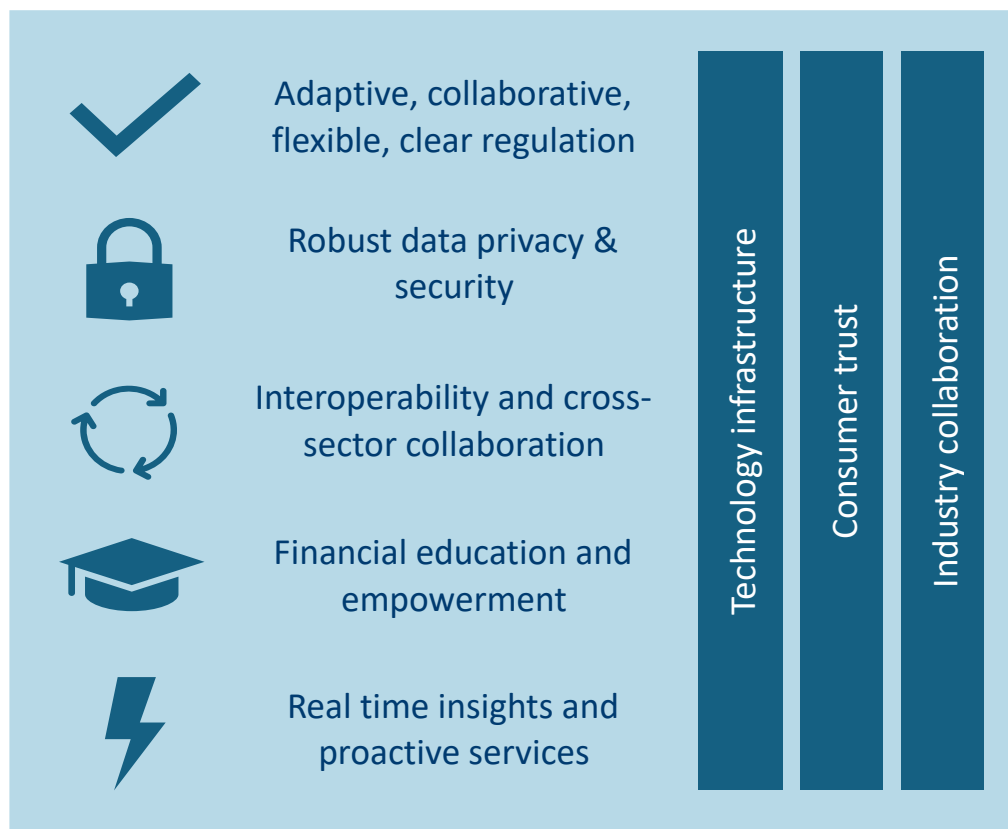 Adaptive, collaborative,
flexible, clear regulation
Robust data privacy &
security
Interoperability and cross-
sector collaboration
Financial education and
empowerment
Real time insights and
proactive services
Technology infrastructure
Consumer trust
Industry collaboration